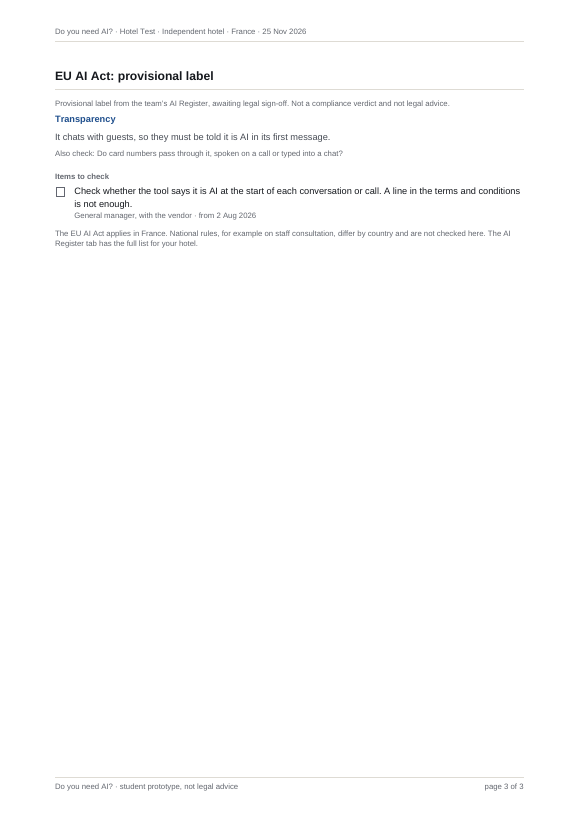 Do you need AI? · Hotel Test · Independent hotel · France · 25 Nov 2026
EU AI Act: provisional label
Provisional label from the team's AI Register, awaiting legal sign-off. Not a compliance verdict and not legal advice.
Transparency
It chats with guests, so they must be told it is AI in its first message.
Also check: Do card numbers pass through it, spoken on a call or typed into a chat?
Items to check
Check whether the tool says it is AI at the start of each conversation or call. A line in the terms and conditions
is not enough.
General manager, with the vendor · from 2 Aug 2026
The EU AI Act applies in France. National rules, for example on staff consultation, differ by country and are not checked here. The AI
Register tab has the full list for your hotel.
Do you need AI? · student prototype, not legal advice
page 3 of 3